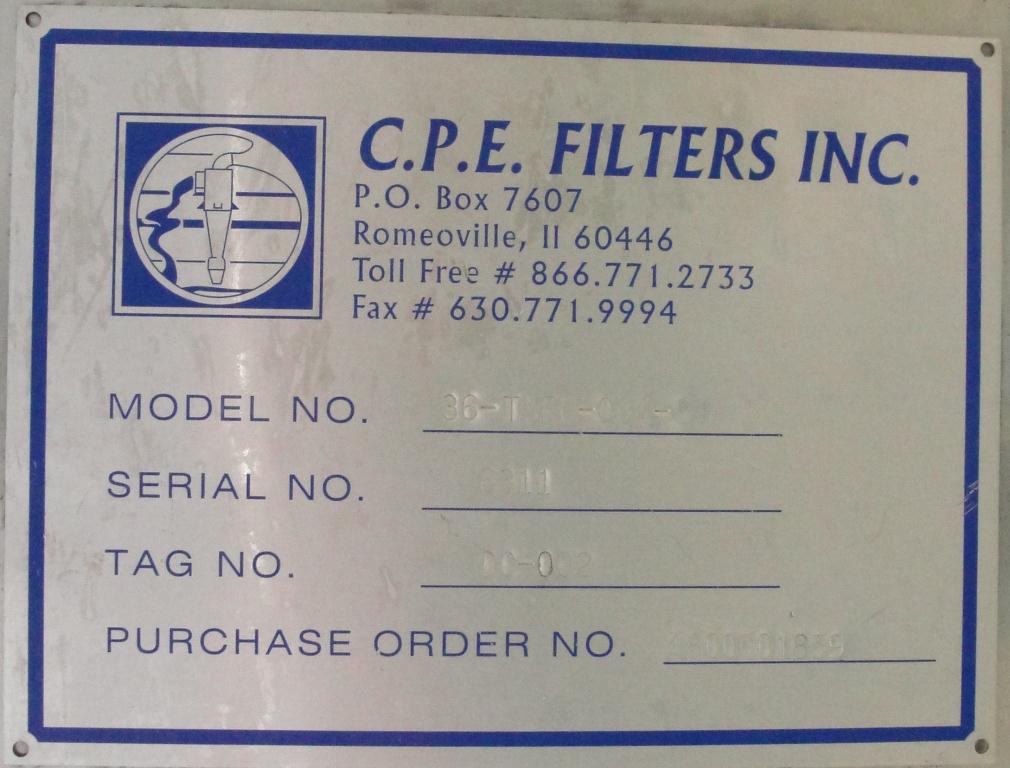 C.P.E. FILTERS INC.
P.O. Box 7607
Romeoville, Il 60446
Toll Free # 866.771.2733
Fax # 630.771.9994
MODEL NO.
SERIAL NO.
TAG NO.
PURCHASE ORDER NO.